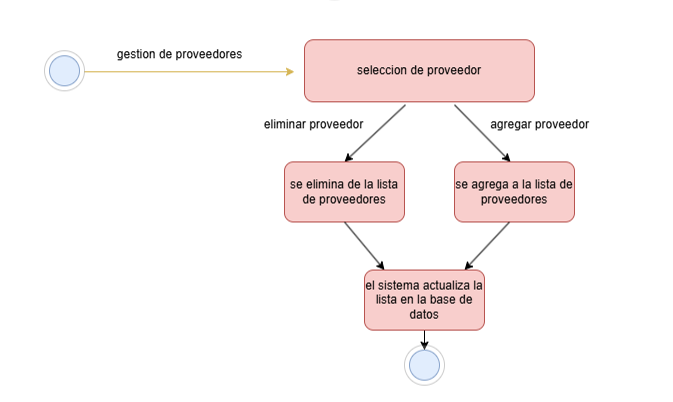 gestion de proveedores
seleccion de proveedor
eliminar proveedor
agregar proveedor
se elimina de la lista
de proveedores
se agrega a la lista de
proveedores
el sistema actualiza la
lista en la base de
datos